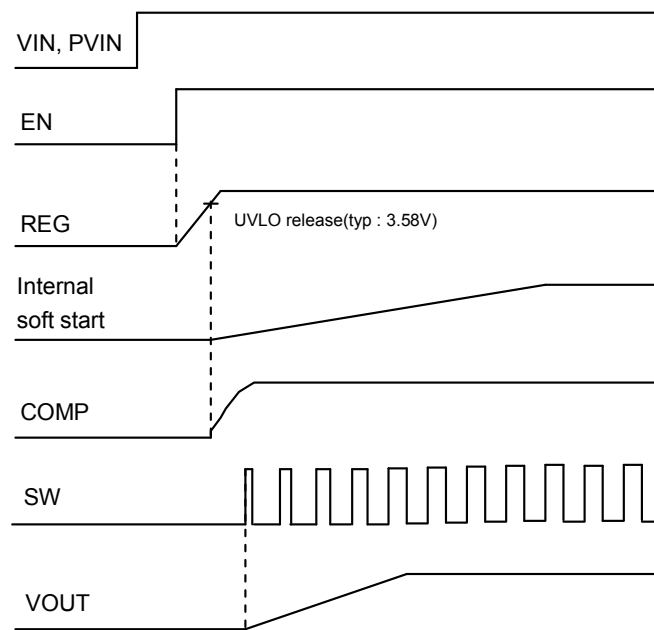 VIN, PVIN
EN
REG
UVLO release(typ : 3.58V)
Internal
soft start
COMP
SW
VOUT